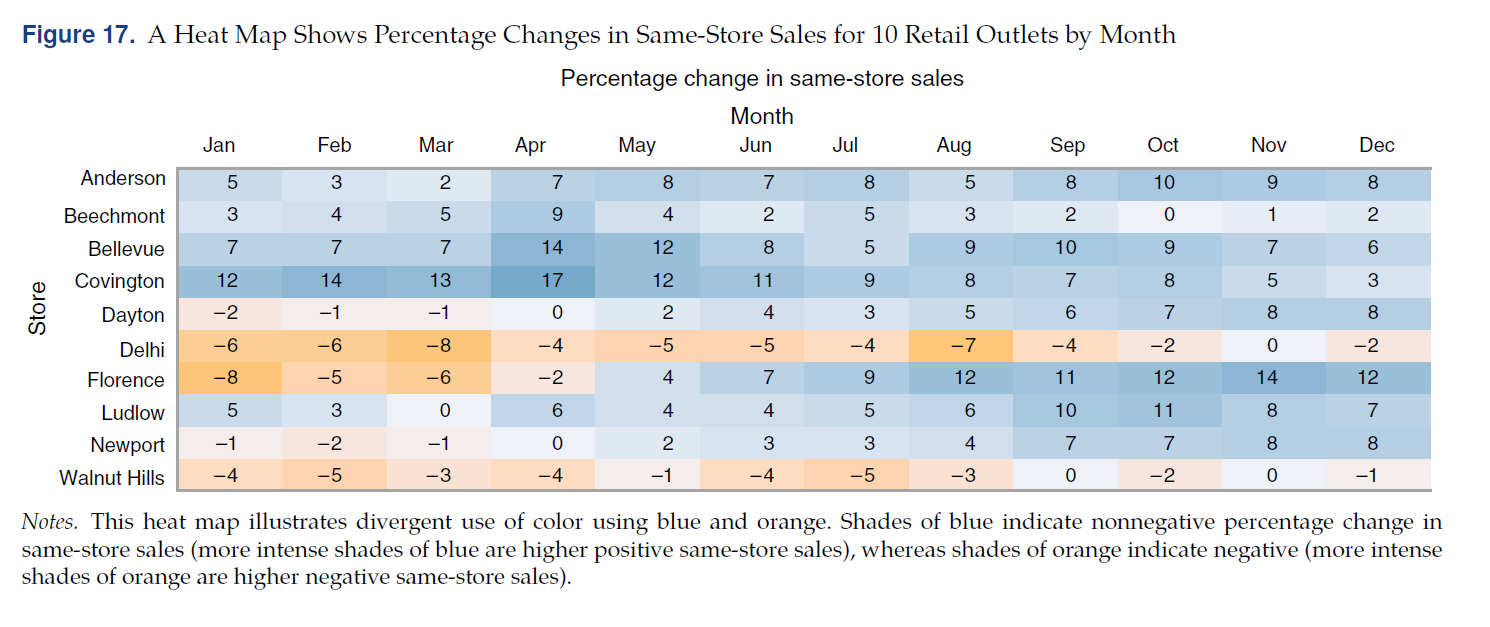 Figure 17. A Heat Map Shows Percentage Changes in Same-Store Sales for 10 Retail Outlets by Month
Percentage change in same-store sales
Month
Jan Feb Mar Apr May Jun Jul Aug Sep Oct Nov Dec
Store
Anderson 5 3 2 7 8 7 8 5 8 10 9 8
Beechmont 3 4 5 9 4 2 5 3 2 0 1 2
Bellevue 7 7 7 14 12 8 5 9 10 9 7 6
Covington 12 14 13 17 12 11 9 8 7 8 5 3
Dayton −2 −1 −1 0 2 4 3 5 6 7 8 8
Delhi −6 −6 −8 −4 −5 −5 −4 −7 −4 −2 0 −2
Florence −8 −5 −6 −2 4 7 9 12 11 12 14 12
Ludlow 5 3 0 6 4 4 5 6 10 11 8 7
Newport −1 −2 −1 0 2 3 3 4 7 7 8 8
Walnut Hills −4 −5 −3 −4 −1 −4 −5 −3 0 −2 0 −1
Notes. This heat map illustrates divergent use of color using blue and orange. Shades of blue indicate nonnegative percentage change in
same-store sales (more intense shades of blue are higher positive same-store sales), whereas shades of orange indicate negative (more intense
shades of orange are higher negative same-store sales).